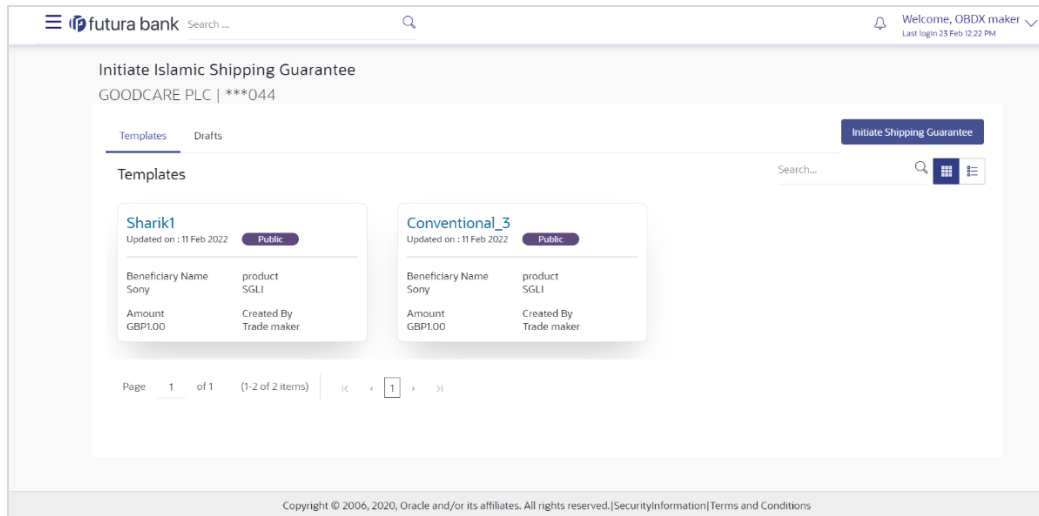 futura bank Search ... Welcome, OBDX maker
Last login 23 Feb 12:22 PM
Initiate Islamic Shipping Guarantee
GOODCARE PLC | ***044
Templates Drafts Initiate Shipping Guarantee
Templates Search...
Sharik1 Conventional_3
Updated on : 11 Feb 2022 Public Updated on : 11 Feb 2022 Public
Beneficiary Name product Beneficiary Name product
Sony SGLI Sony SGLI
Amount Created By Amount Created By
GBP1.00 Trade maker GBP1.00 Trade maker
Page 1 of 1 (1-2 of 2 items) 1
Copyright © 2006, 2020, Oracle and/or its affiliates. All rights reserved.|SecurityInformation|Terms and Conditions